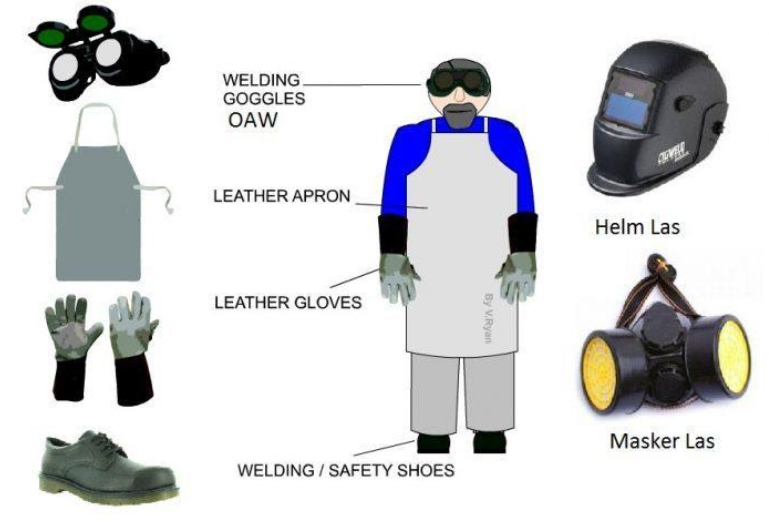 WELDING
GOGGLES
OAW
LEATHER APRON
LEATHER GLOVES
WELDING / SAFETY SHOES
By V.Ryan
Helm Las
Masker Las